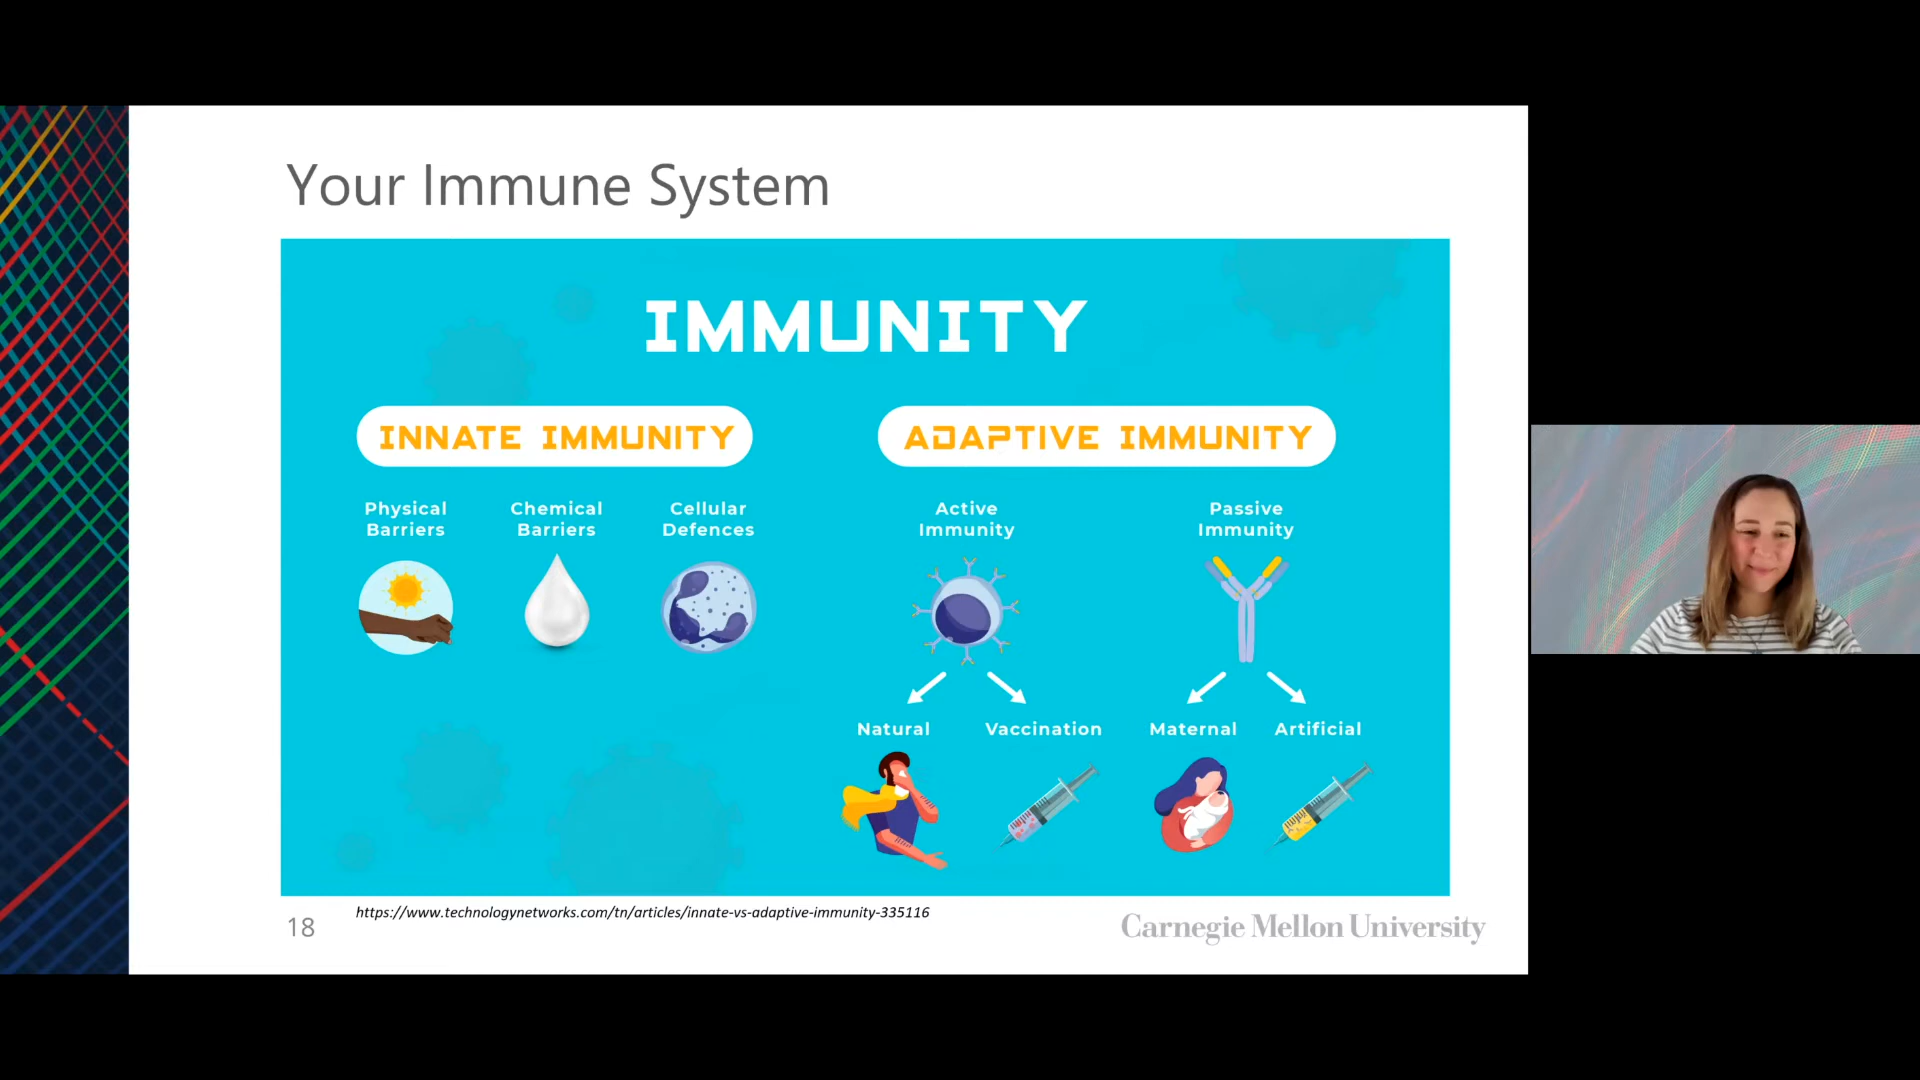 Your Immune System
IMMUNITY
INNATE IMMUNITY
ADAPTIVE IMMUNITY
Physical
Barriers
Chemical
Barriers
Cellular
Defences
Active
Immunity
Passive
Immunity
Natural
Vaccination
Maternal
Artificial
18
https://www.technologynetworks.com/tn/articles/innate-vs-adaptive-immunity-335116
Carnegie Mellon University